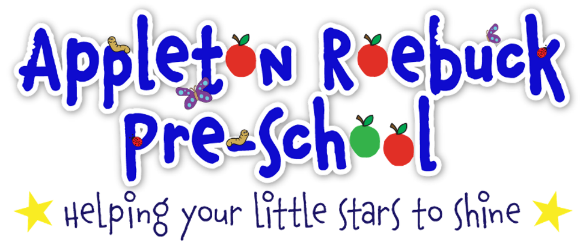 Appleton Roebuck
Pre-School
Helping your little stars to shine